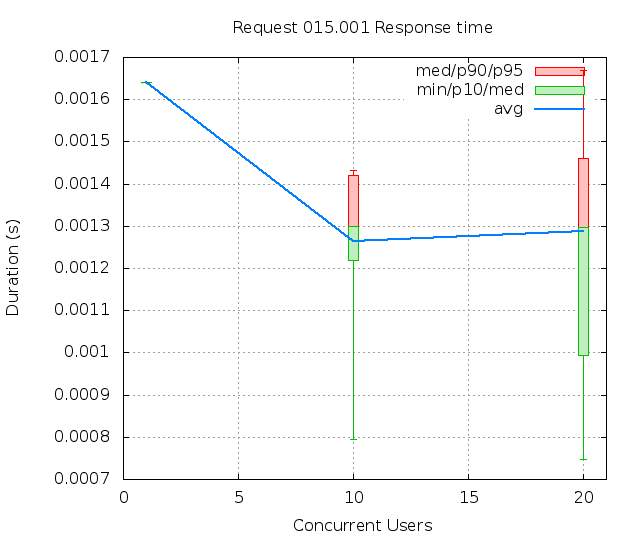 Request 015.001 Response time
med/p90/p95
min/p10/med
avg
Duration (s)
0.0017
0.0016
0.0015
0.0014
0.0013
0.0012
0.0011
0.001
0.0009
0.0008
0.0007
0 5 10 15 20
Concurrent Users